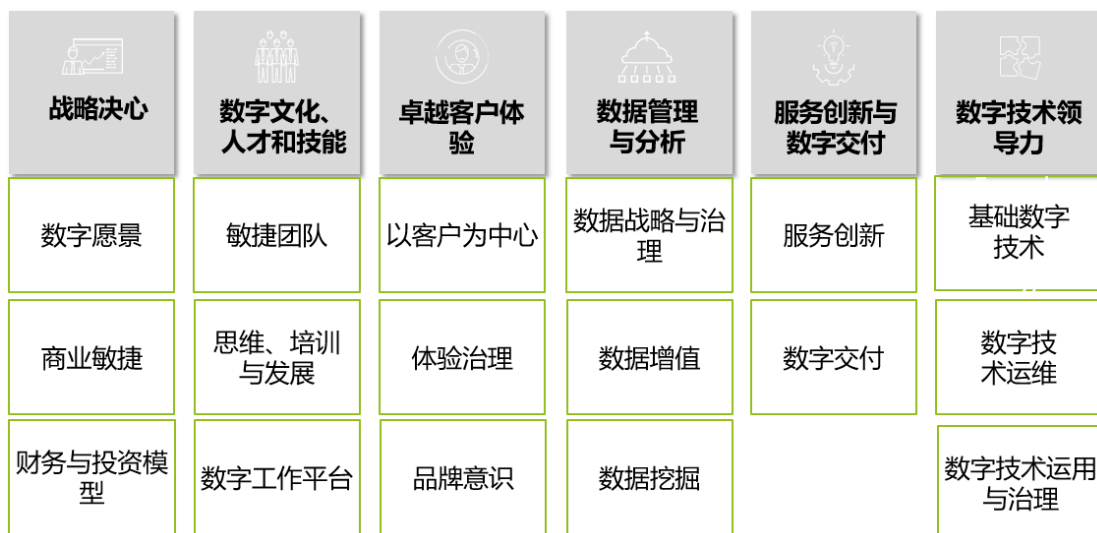 战略决心
数字文化、
人才和技能
卓越客户体
验
数据管理
与分析
服务创新与
数字交付
数字技术领
导力
数字愿景
敏捷团队
以客户为中心
数据战略与治
理
服务创新
基础数字
技术
商业敏捷
思维、培训
与发展
体验治理
数据增值
数字交付
数字技
术运维
财务与投资模
型
数字工作平台
品牌意识
数据挖掘
数字技术运用
与治理